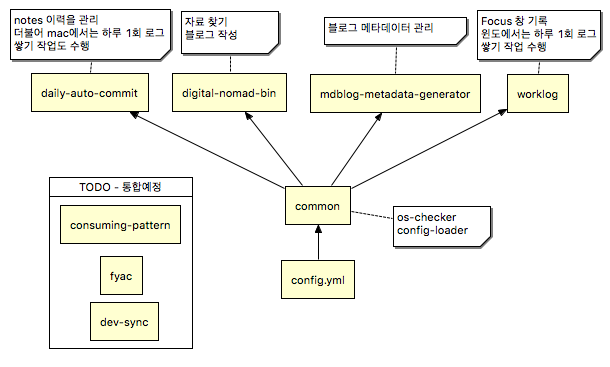 notes 이력을 관리
더불어 mac에서는 하루 1회 로그
쌓기 작업도 수행
자료 찾기
블로그 작성
블로그 메타데이터 관리
Focus 창 기록
윈도에서는 하루 1회 로그
쌓기 작업 수행
daily-auto-commit
digital-nomad-bin
mdblog-metadata-generator
worklog
TODO - 통합예정
consuming-pattern
fyac
dev-sync
common
os-checker
config-loader
config.yml